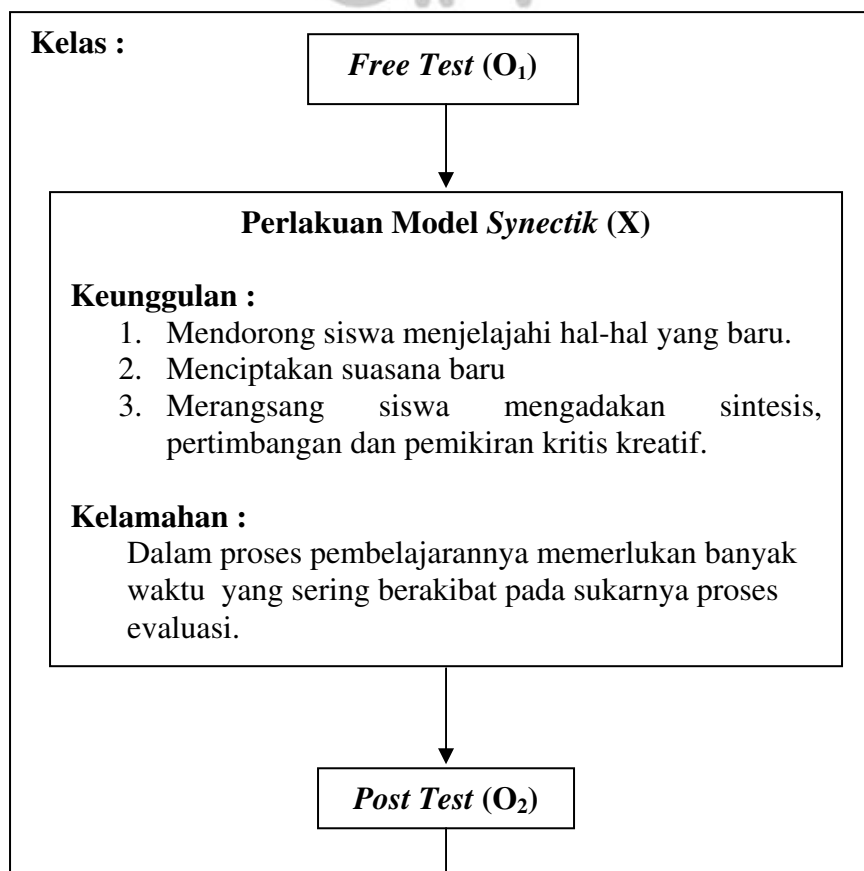 Kelas :
Free Test (O₁)
Perlakuan Model Synectik (X)
Keunggulan :
1. Mendorong siswa menjelajahi hal-hal yang baru.
2. Menciptakan suasana baru
3. Merangsang siswa mengadakan sintesis,
pertimbangan dan pemikiran kritis kreatif.
Kelamahan :
Dalam proses pembelajarannya memerlukan banyak
waktu yang sering berakibat pada sukarnya proses
evaluasi.
Post Test (O₂)